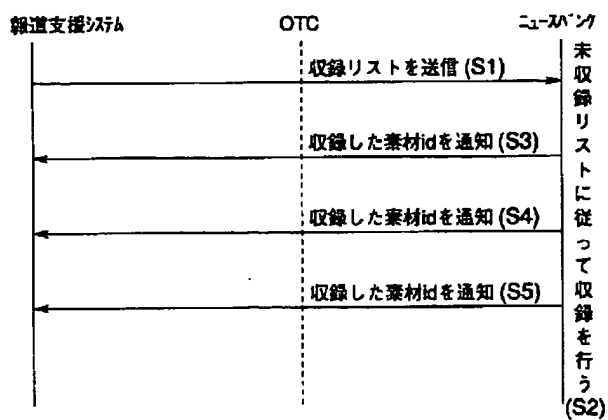 報道支援ｼｽﾃﾑ
OTC
ﾆｭｰｽﾊﾞﾝｸ
収録リストを送信 (S1)
収録した素材idを通知 (S3)
収録した素材idを通知 (S4)
収録した素材idを通知 (S5)
未収録リストに従って収録を行う(S2)